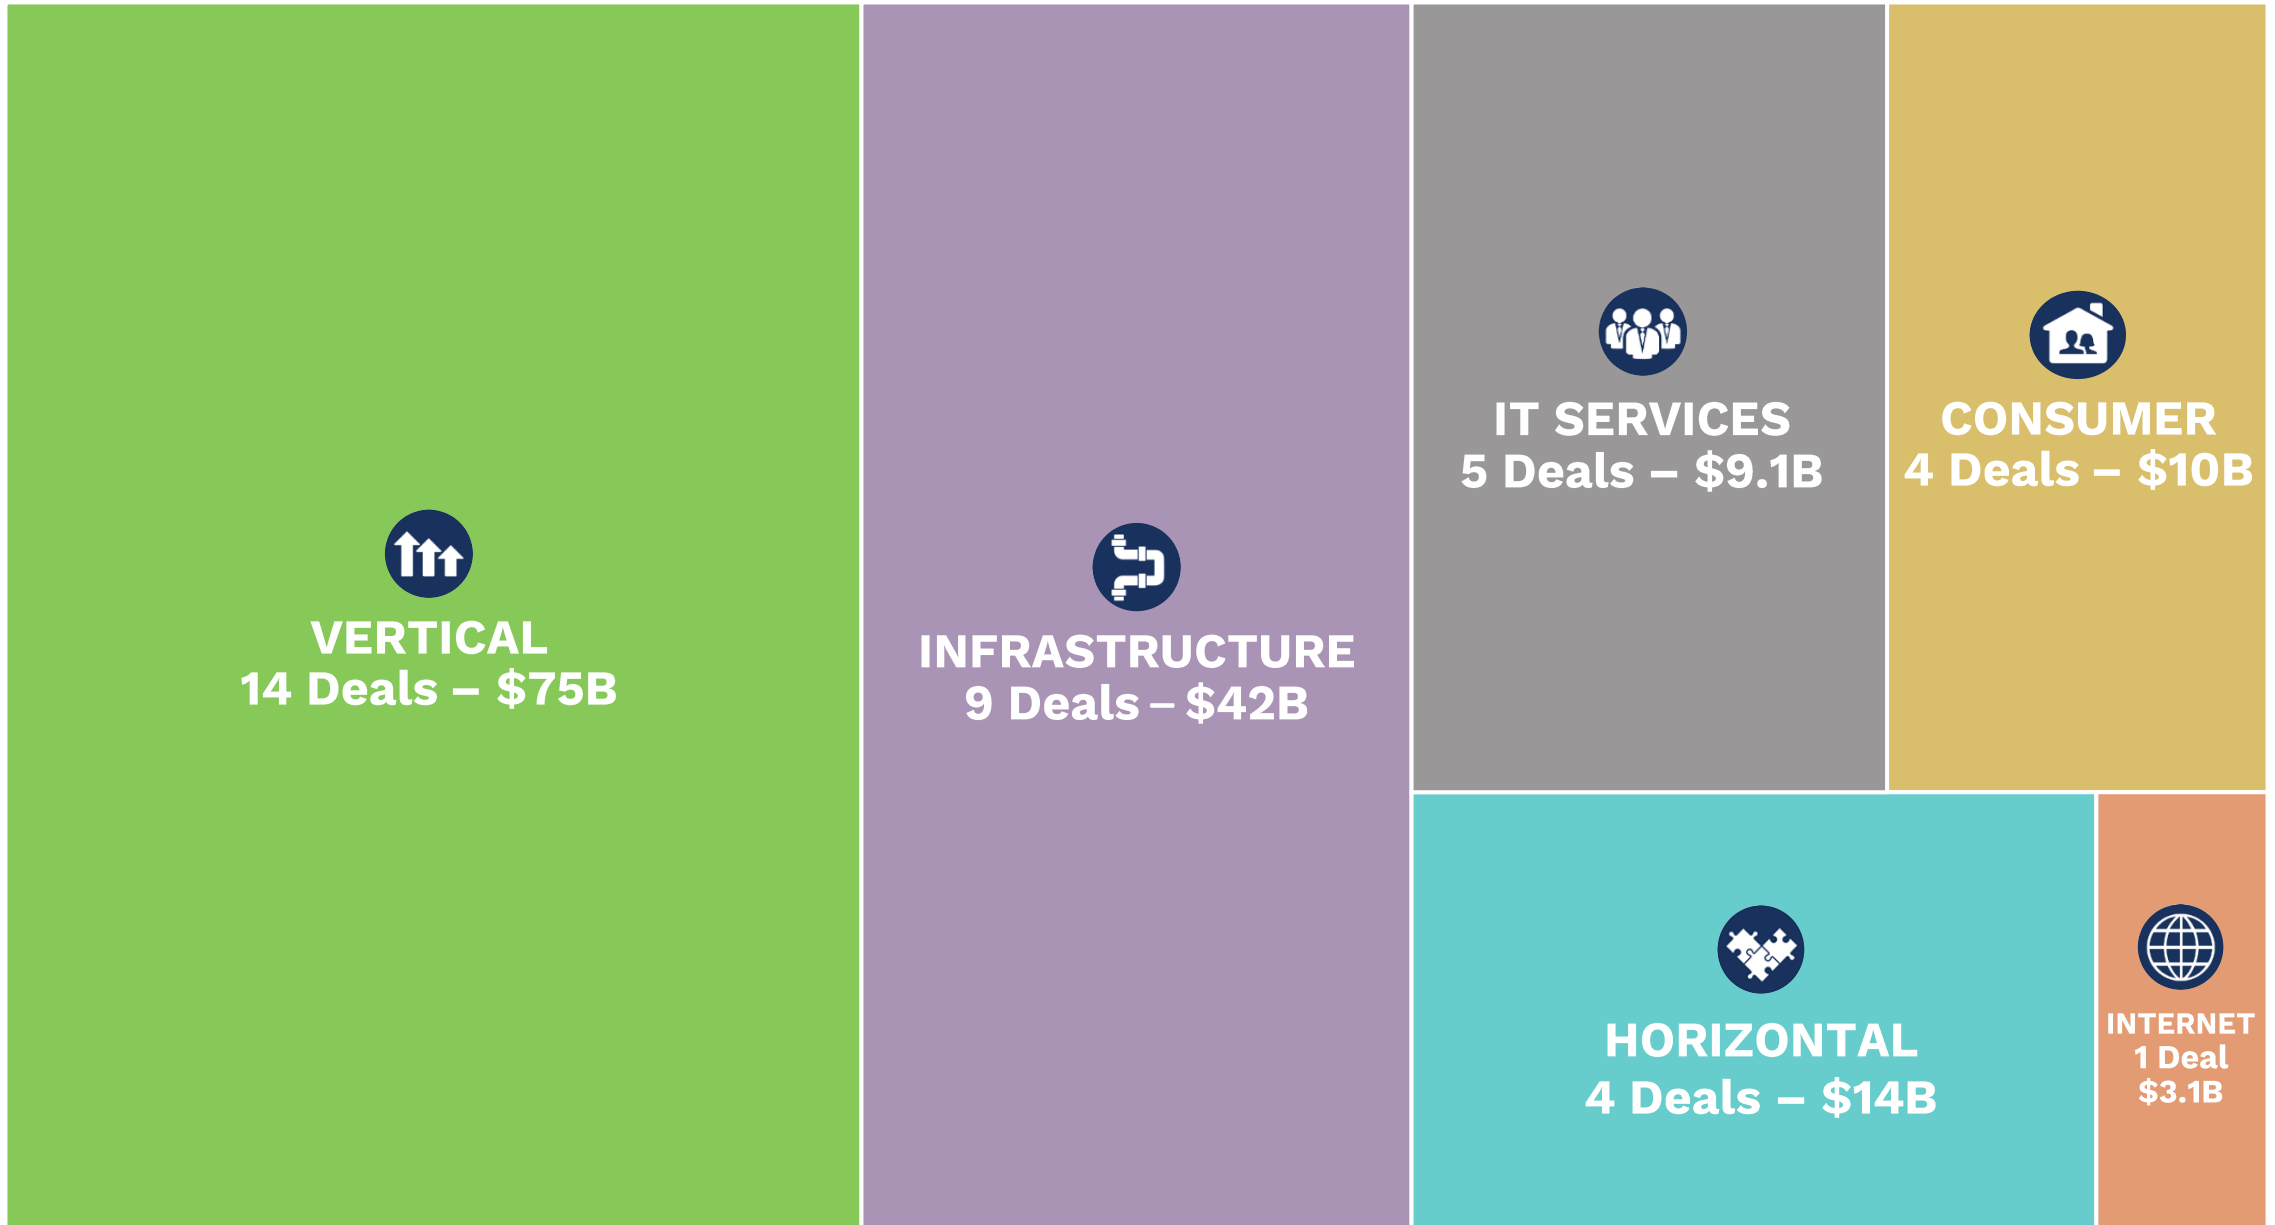 VERTICAL
14 Deals – $75B
INFRASTRUCTURE
9 Deals – $42B
IT SERVICES
5 Deals – $9.1B
CONSUMER
4 Deals – $10B
HORIZONTAL
4 Deals – $14B
INTERNET
1 Deal
$3.1B